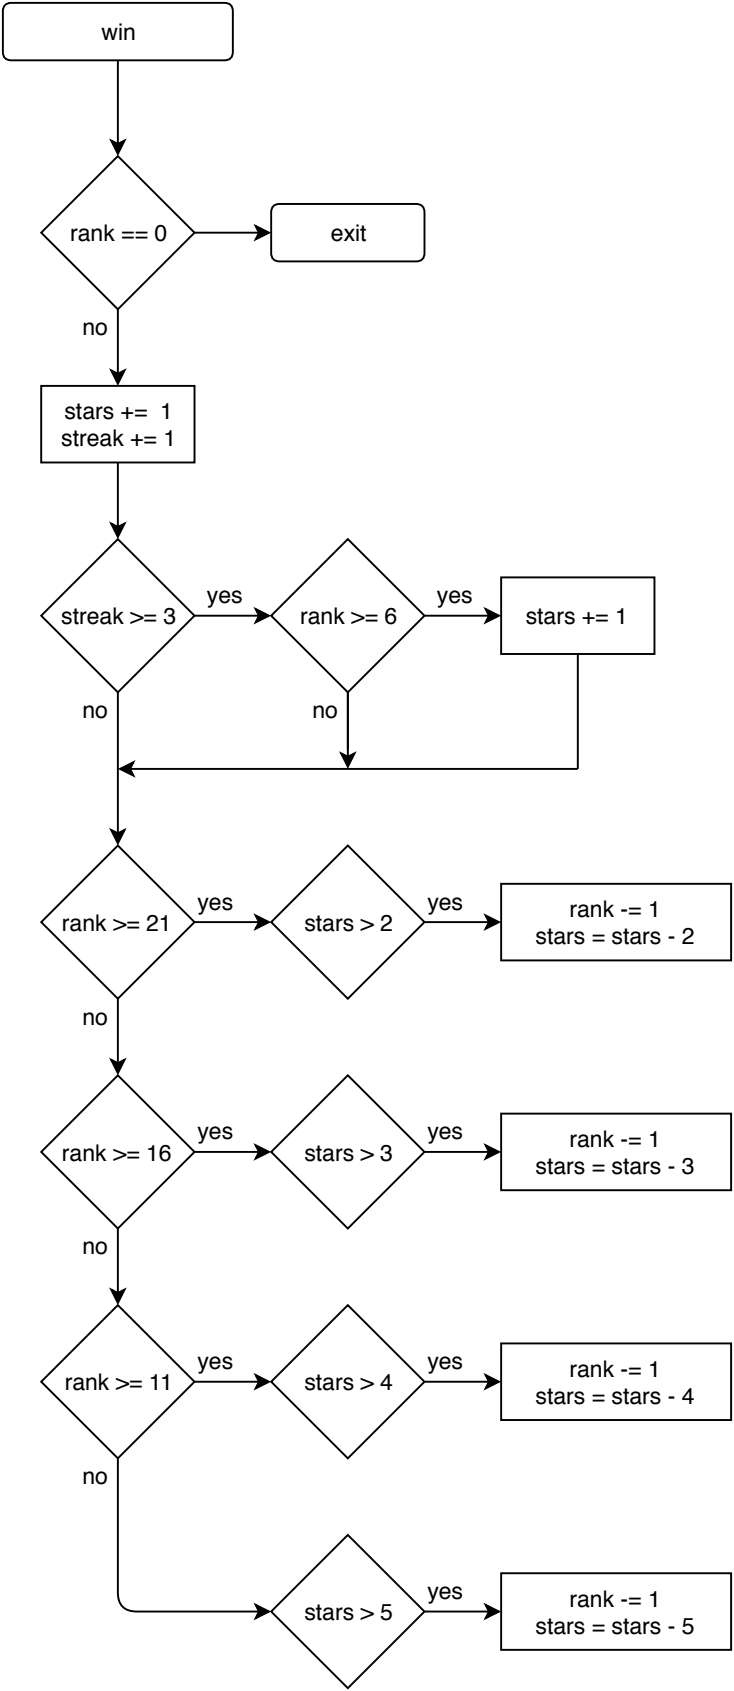 win
rank == 0
exit
no
stars +=  1
streak += 1
streak >= 3
yes
rank >= 6
yes
stars += 1
no
no
rank >= 21
yes
stars > 2
yes
rank -= 1
stars = stars - 2
no
rank >= 16
yes
stars > 3
yes
rank -= 1
stars = stars - 3
no
rank >= 11
yes
stars > 4
yes
rank -= 1
stars = stars - 4
no
stars > 5
yes
rank -= 1
stars = stars - 5